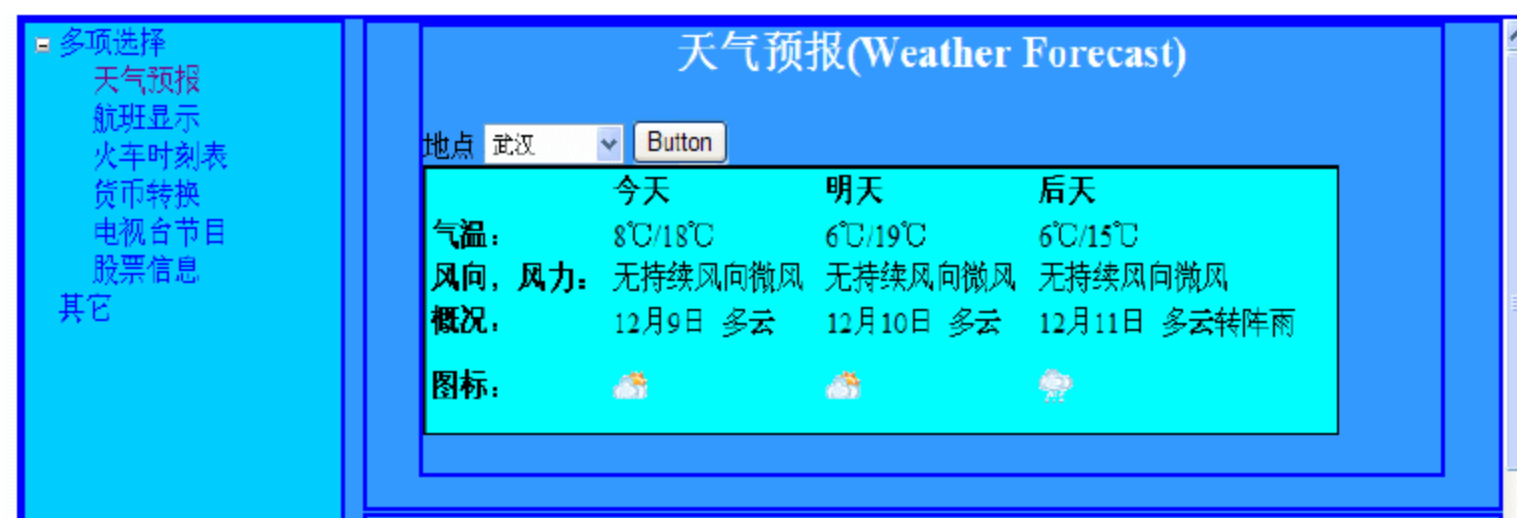 多项选择
天气预报
航班显示
火车时刻表
货币转换
电视台节目
股票信息
其它
天气预报(Weather Forecast)
地点 武汉 Button
今天 明天 后天
气温: 8℃/18℃ 6℃/19℃ 6℃/15℃
风向，风力: 无持续风向微风 无持续风向微风 无持续风向微风
概况: 12月9日 多云 12月10日 多云 12月11日 多云转阵雨
图标: